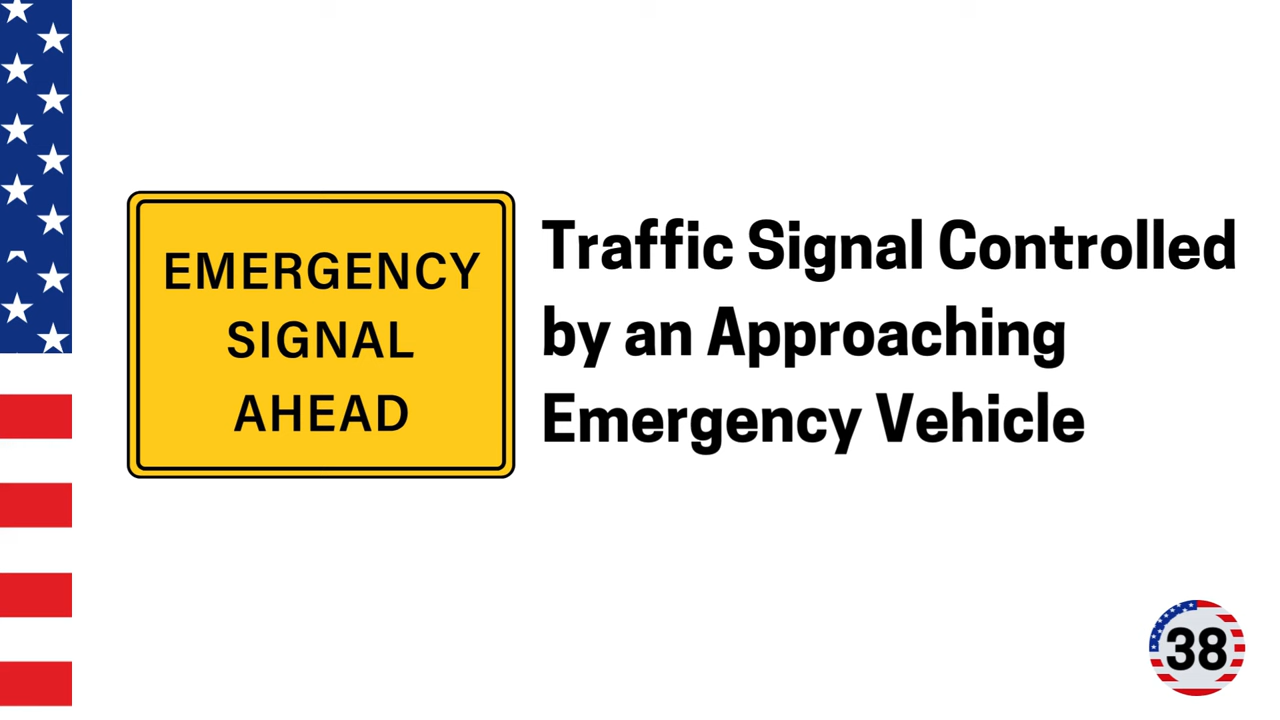 EMERGENCY
SIGNAL
AHEAD
Traffic Signal Controlled
by an Approaching
Emergency Vehicle
38